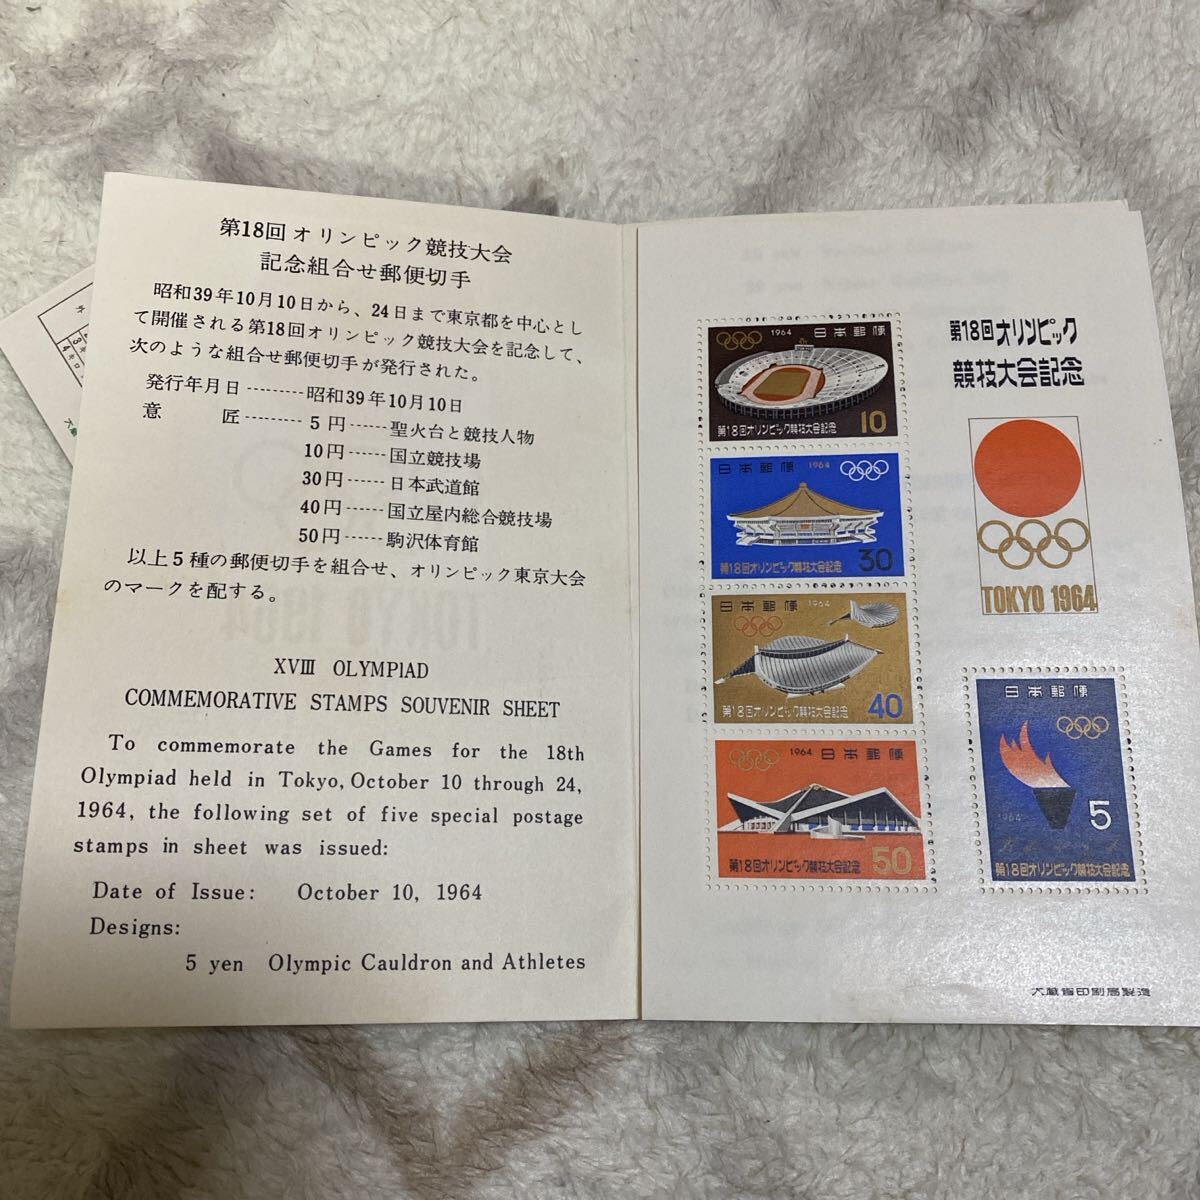 第18回オリンピック競技大会
記念組合せ郵便切手
昭和39年10月10日から、24日まで東京都を中心とし
て開催される第18回オリンピック競技大会を記念して、
次のような組合せ郵便切手が発行された。
発行年月日--------昭和39年10月10日
意　　匠---------5円------聖火台と競技人物
10円------国立競技場
30円------日本武道館
40円------国立屋内総合競技場
50円------駒沢体育館
以上5種の郵便切手を組合せ、オリンピック東京大会
のマークを配する。
XVIII OLYMPIAD
COMMEMORATIVE STAMPS SOUVENIR SHEET
To commemorate the Games for the 18th
Olympiad held in Tokyo, October 10 through 24,
1964, the following set of five special postage
stamps in sheet was issued:
Date of Issue: October 10, 1964
Designs:
5 yen Olympic Cauldron and Athletes
第18回オリンピック
競技大会記念
TOKYO 1964
1964 日本郵便
第18回オリンピック競技大会記念 10
日本郵便 1964
30
第18回オリンピック競技大会記念
日本郵便 1964
第18回オリンピック競技大会記念 40
1964 日本郵便
50
第18回オリンピック競技大会記念
日本郵便
1964 5
第18回オリンピック競技大会記念
大蔵省印刷局製造